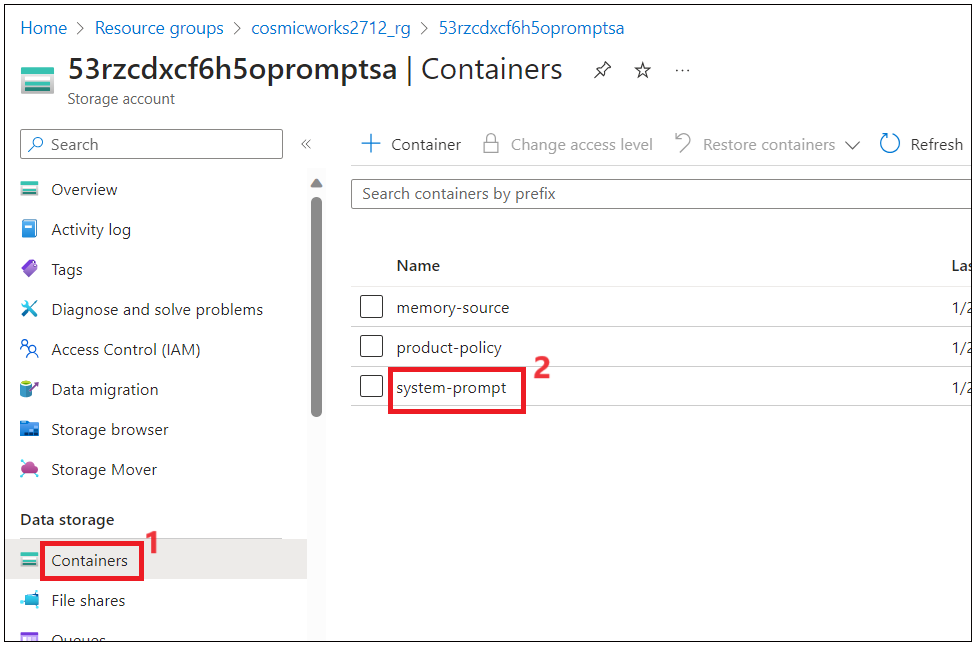 Home > Resource groups > cosmicworks2712_rg > 53rzcdxcf6h5opromptsa
53rzcdxcf6h5opromptsa | Containers ...
Storage account
Search «
+ Container Change access level Restore containers Refresh
Search containers by prefix
Overview
Activity log
Tags
Diagnose and solve problems
Access Control (IAM)
Data migration
Storage browser
Storage Mover
Data storage
Containers 1
File shares
Queues
Name Las
memory-source 1/2
product-policy 1/2
system-prompt 2 1/2